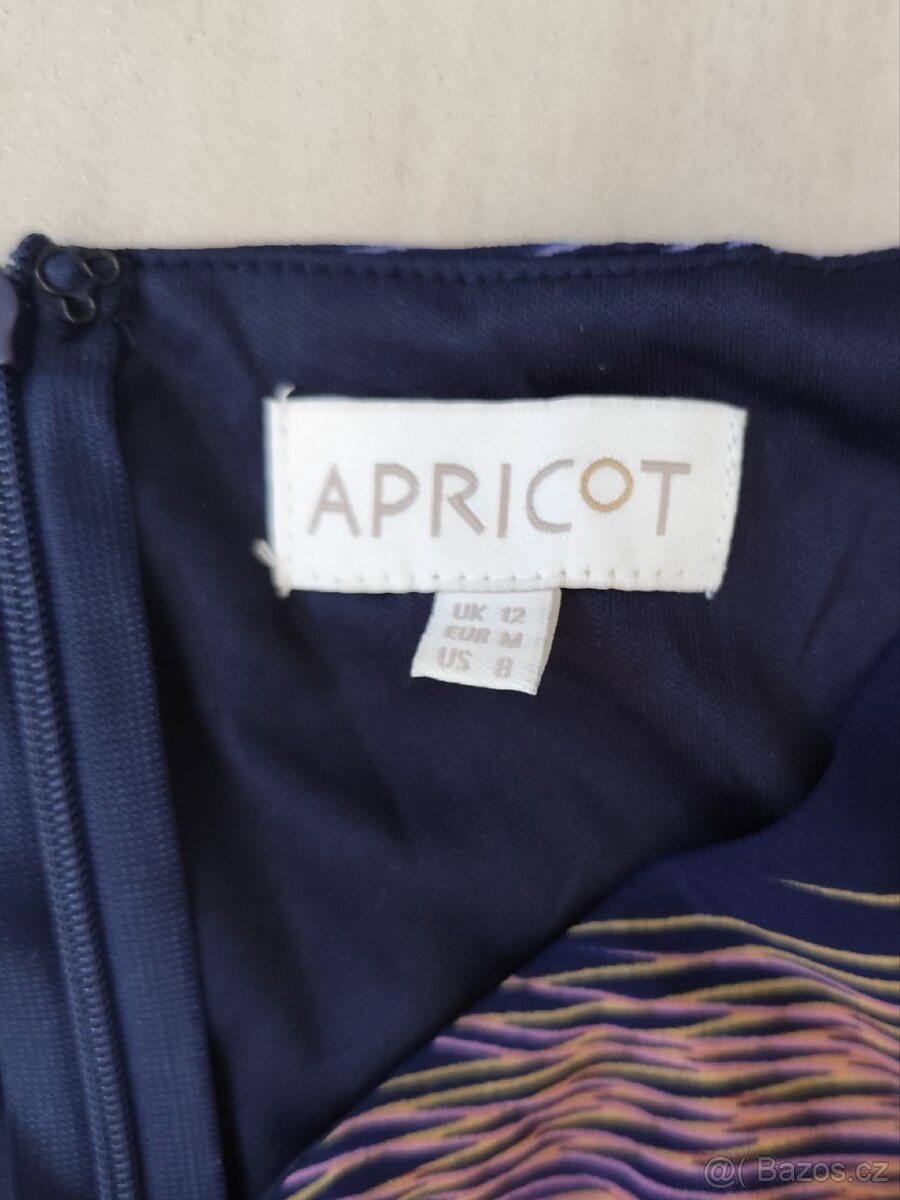 APRICOT
UK 12
EUR M
US 8
@( Bazos.cz